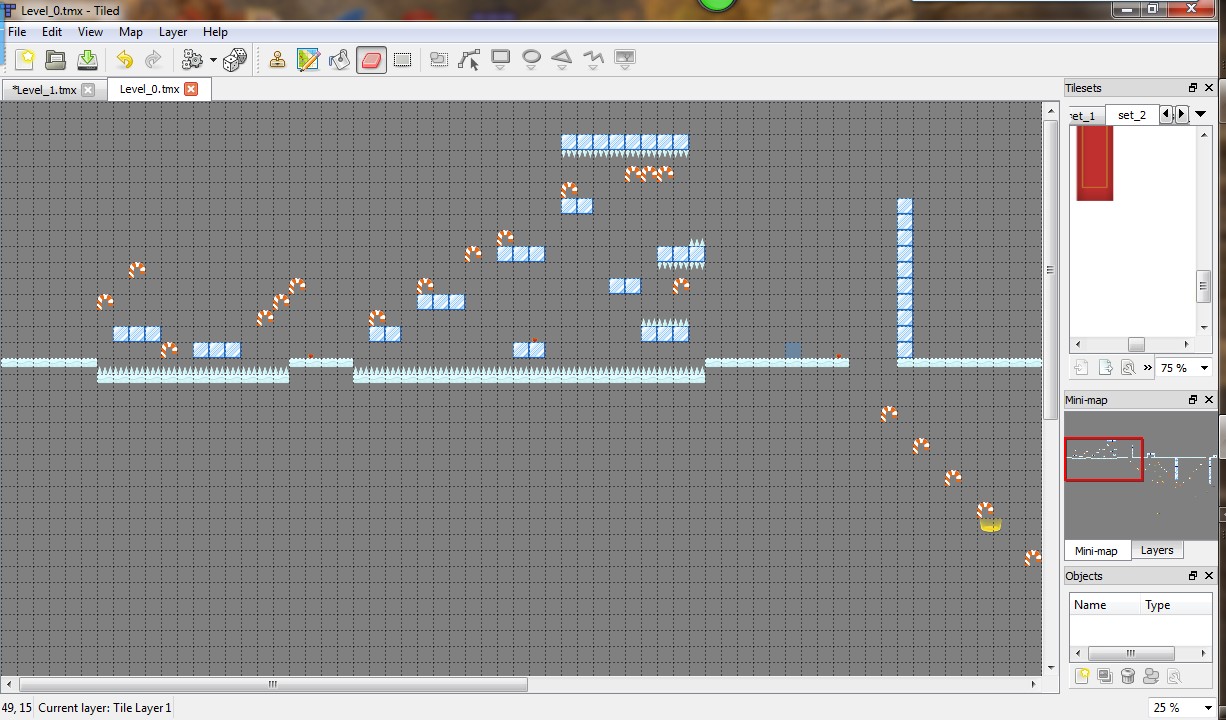 Level_0.tmx - Tiled
File Edit View Map Layer Help
*Level_1.tmx Level_0.tmx
Tilesets
set_2
75 %
Mini-map
Mini-map Layers
Objects
Name Type
49, 15 Current layer: Tile Layer 1
25 %